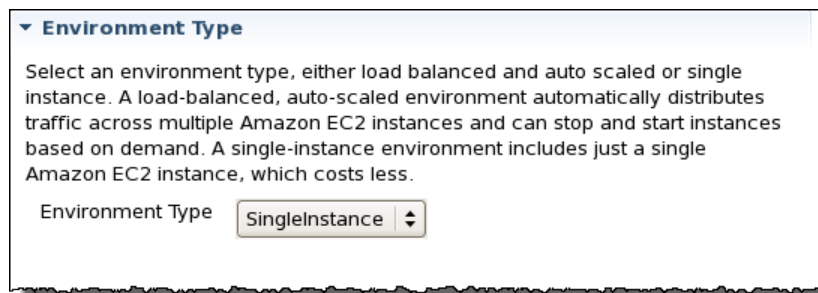 Environment Type
Select an environment type, either load balanced and auto scaled or single
instance. A load-balanced, auto-scaled environment automatically distributes
traffic across multiple Amazon EC2 instances and can stop and start instances
based on demand. A single-instance environment includes just a single
Amazon EC2 instance, which costs less.
Environment Type SingleInstance